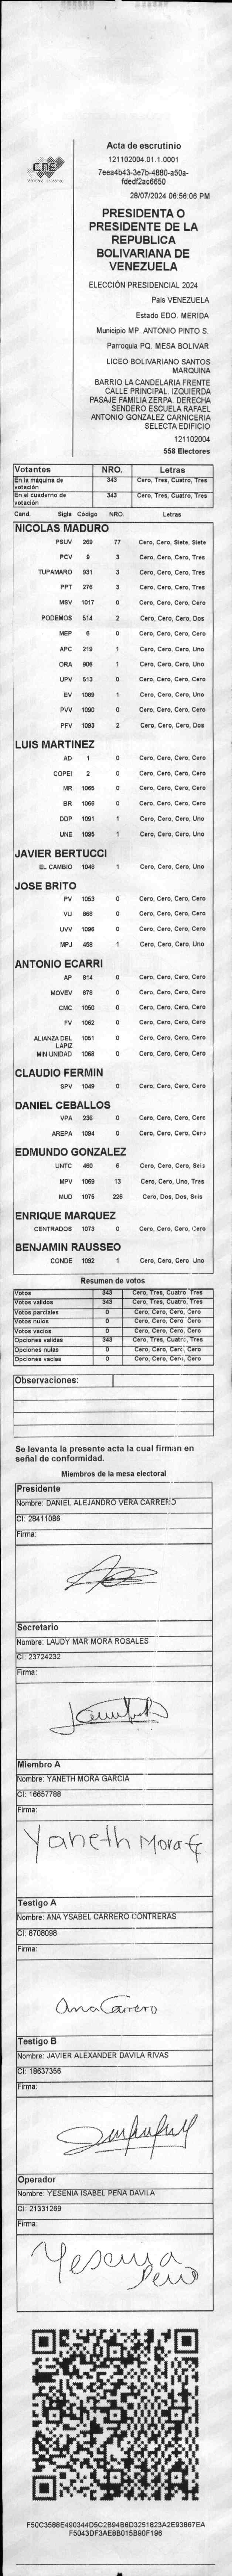 CNE
Acta de escrutinio
121102004.01.1.0001
7eea4b43-3e7b-4880-a50a-
fdedf2ac6650
28/07/2024 06:56:06 PM
PRESIDENTA O
PRESIDENTE DE LA
REPUBLICA
BOLIVARIANA DE
VENEZUELA
ELECCIÓN PRESIDENCIAL 2024
País VENEZUELA
Estado EDO. MERIDA
Municipio MP. ANTONIO PINTO S.
Parroquia PQ. MESA BOLIVAR
LICEO BOLIVARIANO SANTOS
MARQUINA
BARRIO LA CANDELARIA FRENTE
CALLE PRINCIPAL. IZQUIERDA
PASAJE FAMILIA ZERPA. DERECHA
SENDERO ESCUELA RAFAEL
ANTONIO GONZALEZ CARNICERIA
SELECTA EDIFICIO
121102004
558 Electores
Votantes NRO. Letras
En la máquina de votación 343 Cero, Tres, Cuatro, Tres
En el cuaderno de votación 343 Cero, Tres, Cuatro, Tres
Cand. Sigla Código NRO. Letras
NICOLAS MADURO
PSUV 269 77 Cero, Cero, Siete, Siete
PCV 9 3 Cero, Cero, Cero, Tres
TUPAMARO 931 3 Cero, Cero, Cero, Tres
PPT 276 3 Cero, Cero, Cero, Tres
MSV 1017 0 Cero, Cero, Cero, Cero
PODEMOS 514 2 Cero, Cero, Cero, Dos
MEP 6 0 Cero, Cero, Cero, Cero
APC 219 1 Cero, Cero, Cero, Uno
ORA 906 1 Cero, Cero, Cero, Uno
UPV 513 0 Cero, Cero, Cero, Cero
EV 1089 1 Cero, Cero, Cero, Uno
PVV 1090 0 Cero, Cero, Cero, Cero
PFV 1093 2 Cero, Cero, Cero, Dos
LUIS MARTINEZ
AD 1 0 Cero, Cero, Cero, Cero
COPEI 2 0 Cero, Cero, Cero, Cero
MR 1065 0 Cero, Cero, Cero, Cero
BR 1066 0 Cero, Cero, Cero, Cero
DDP 1091 1 Cero, Cero, Cero, Uno
UNE 1095 1 Cero, Cero, Cero, Uno
JAVIER BERTUCCI
EL CAMBIO 1048 1 Cero, Cero, Cero, Uno
JOSE BRITO
PV 1053 0 Cero, Cero, Cero, Cero
VU 868 0 Cero, Cero, Cero, Cero
UVV 1096 0 Cero, Cero, Cero, Cero
MPJ 458 1 Cero, Cero, Cero, Uno
ANTONIO ECARRI
AP 814 0 Cero, Cero, Cero, Cero
MOVEV 878 0 Cero, Cero, Cero, Cero
CMC 1050 0 Cero, Cero, Cero, Cero
FV 1062 0 Cero, Cero, Cero, Cero
ALIANZA DEL LAPIZ 1061 0 Cero, Cero, Cero, Cero
MIN UNIDAD 1068 0 Cero, Cero, Cero, Cero
CLAUDIO FERMIN
SPV 1049 0 Cero, Cero, Cero, Cero
DANIEL CEBALLOS
VPA 236 0 Cero, Cero, Cero, Cero
AREPA 1094 0 Cero, Cero, Cero, Cero
EDMUNDO GONZALEZ
UNTC 460 6 Cero, Cero, Cero, Seis
MPV 1069 13 Cero, Cero, Uno, Tres
MUD 1075 226 Cero, Dos, Dos, Seis
ENRIQUE MARQUEZ
CENTRADOS 1073 0 Cero, Cero, Cero, Cero
BENJAMIN RAUSSEO
CONDE 1092 1 Cero, Cero, Cero Uno
Resumen de votos
Votos 343 Cero, Tres, Cuatro Tres
Votos validos 343 Cero, Tres, Cuatro, Tres
Votos parciales 0 Cero, Cero, Cero, Cero
Votos nulos 0 Cero, Cero, Cero Cero
Votos vacios 0 Cero, Cero, Cero, Cero
Opciones validas 343 Cero, Tres, Cuatro, Tres
Opciones nulas 0 Cero, Cero, Cero, Cero
Opciones vacias 0 Cero, Cero, Cero, Cero
Observaciones:
Se levanta la presente acta la cual firman en
señal de conformidad.
Miembros de la mesa electoral
Presidente
Nombre: DANIEL ALEJANDRO VERA CARRERO
CI: 28411086
Firma:
Secretario
Nombre: LAUDY MAR MORA ROSALES
CI: 23724232
Firma:
Miembro A
Nombre: YANETH MORA GARCIA
CI: 16657788
Firma:
Yaneth Mora G
Testigo A
Nombre: ANA YSABEL CARRERO CONTRERAS
CI: 8708098
Firma:
Ana Carrero
Testigo B
Nombre: JAVIER ALEXANDER DAVILA RIVAS
CI: 18637356
Firma:
Operador
Nombre: YESENIA ISABEL PEÑA DAVILA
CI: 21331269
Firma:
Yesenia
Peña
F50C3588E490344D5C2B94B6D3251823A2E93867EA
F5043DF3AE8B015B90F196